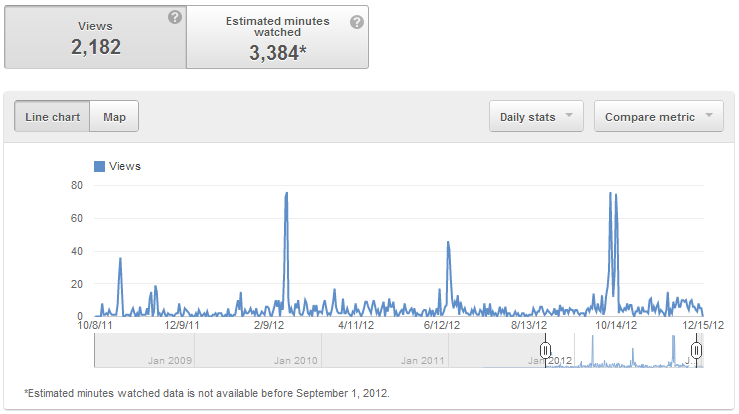 Views
2,182
?
Estimated minutes
watched
3,384*
?
Line chart
Map
Daily stats
Compare metric
Views
80
60
40
20
0
10/8/11
12/9/11
2/9/12
4/11/12
6/12/12
8/13/12
10/14/12
12/15/12
Jan 2009
Jan 2010
Jan 2011
2012
*Estimated minutes watched data is not available before September 1, 2012.